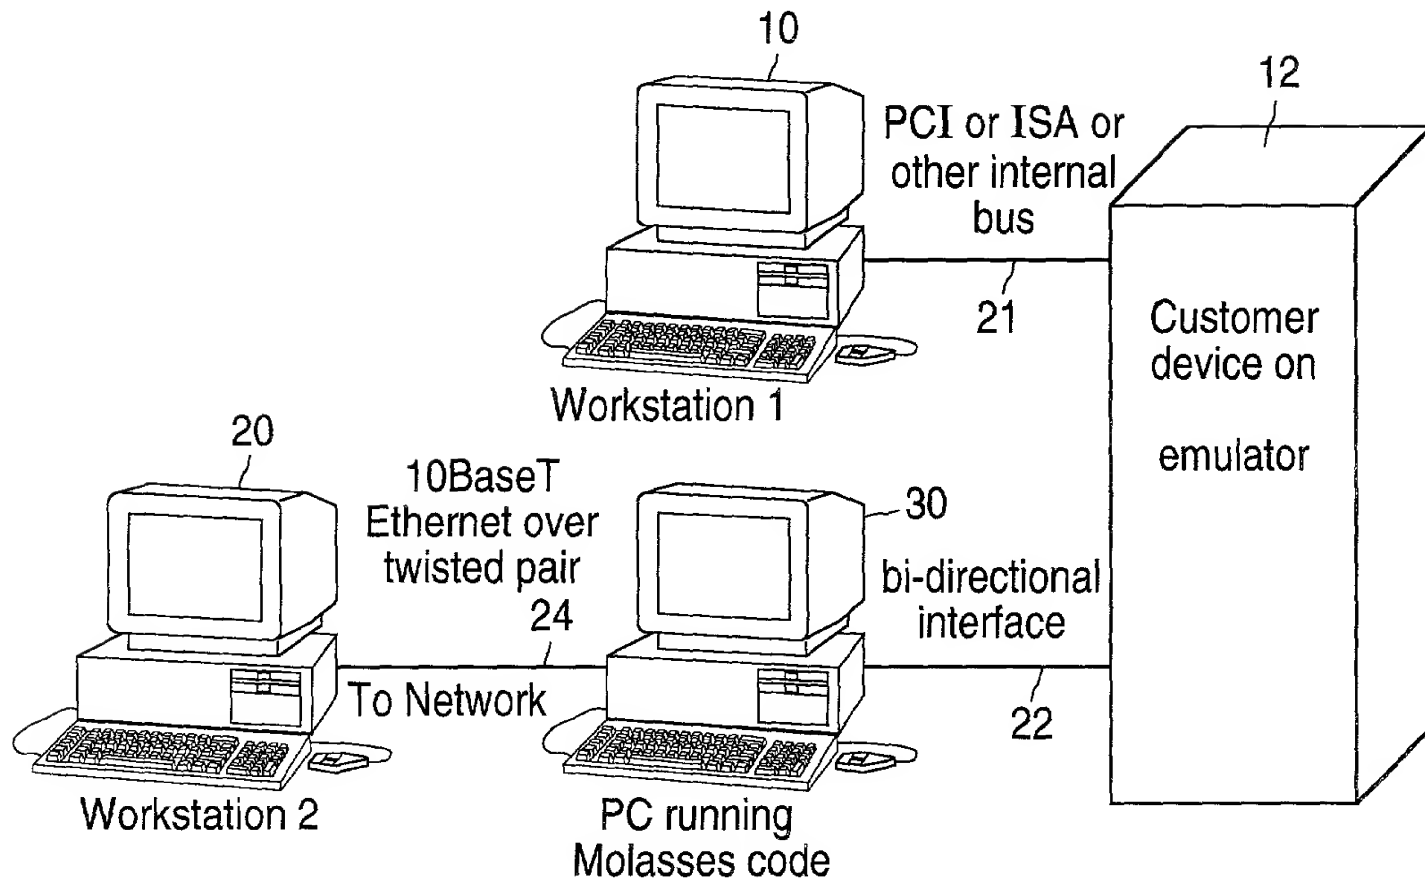 10
12
PCI or ISA or
other internal
bus
21
Customer
device on
emulator
Workstation 1
20
10BaseT
Ethernet over
twisted pair
24
To Network
30
bi-directional
interface
22
Workstation 2
PC running
Molasses code